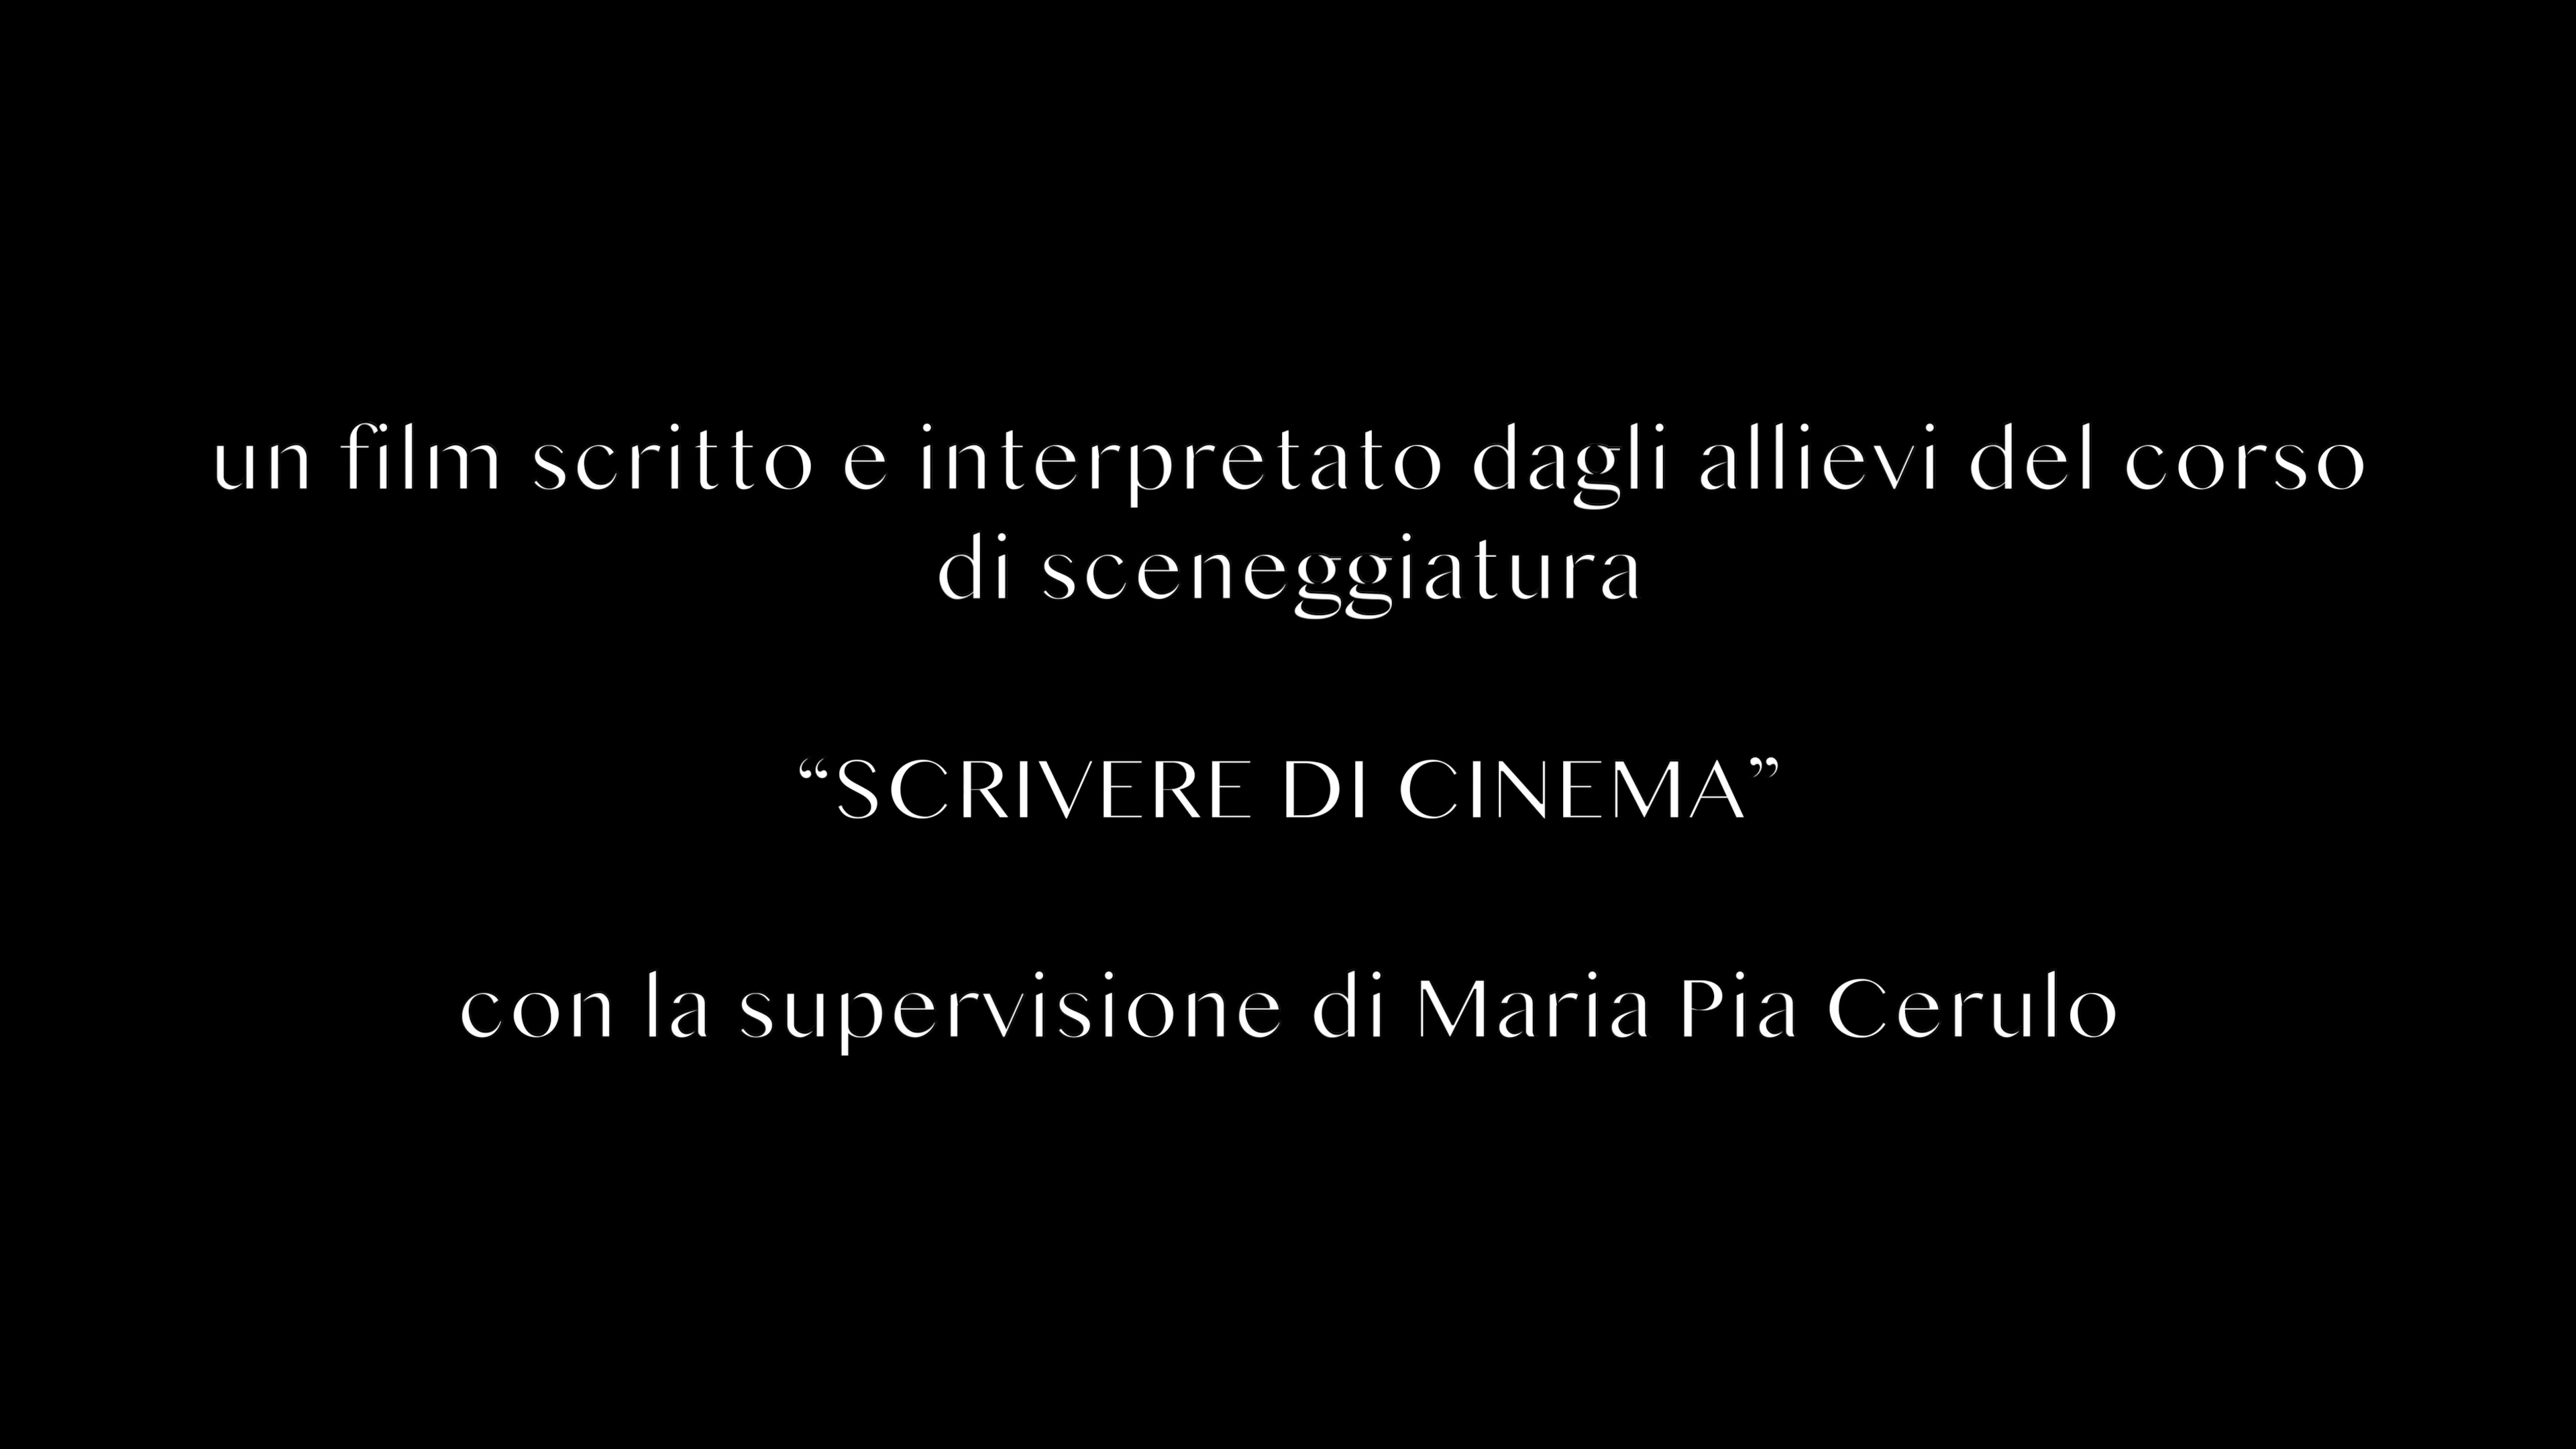 un film scritto e interpretato dagli allievi del corso
di sceneggiatura
“SCRIVERE DI CINEMA”
con la supervisione di Maria Pia Cerulo